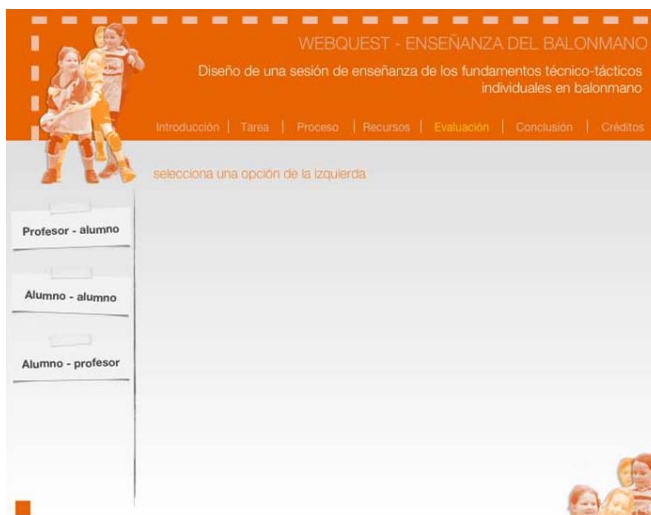 WEBQUEST - ENSEÑANZA DEL BALONMANO
Diseño de una sesión de enseñanza de los fundamentos técnico-tácticos
individuales en balonmano
Introducción | Tarea | Proceso | Recursos | Evaluación | Conclusión | Créditos
selecciona una opción de la izquierda
Profesor - alumno
Alumno - alumno
Alumno - profesor